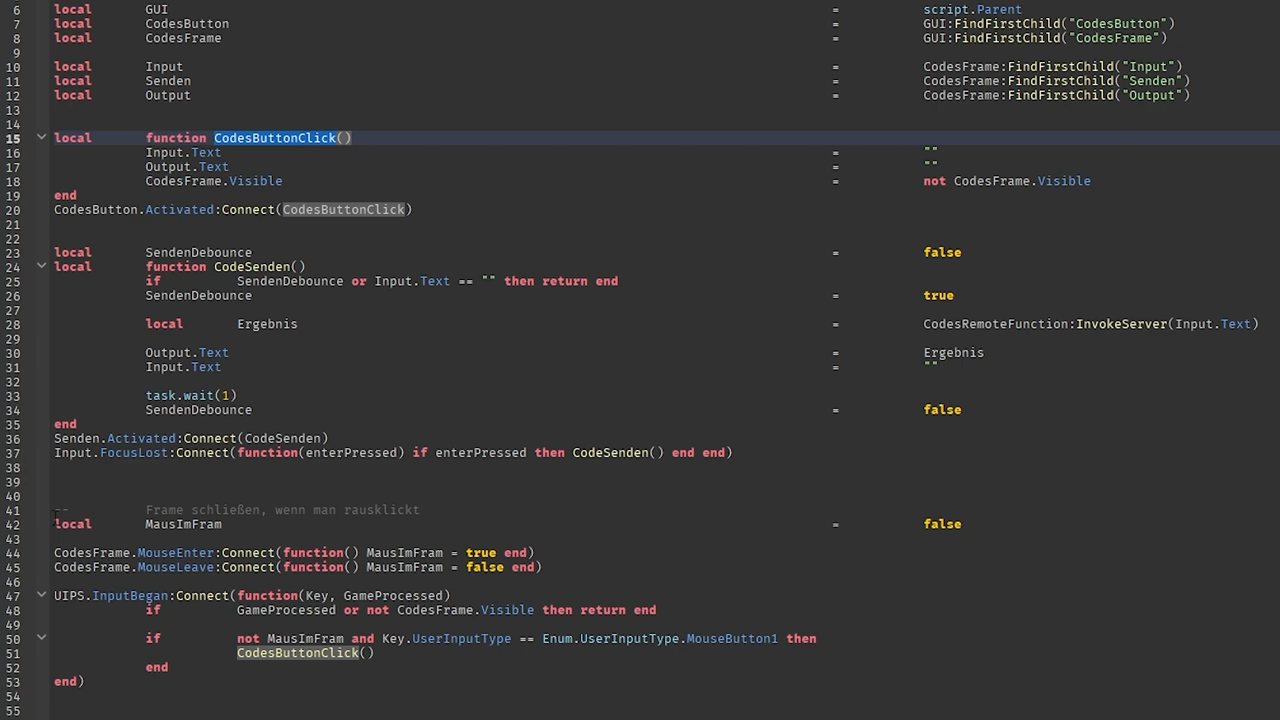 6 local GUI = script.Parent
7 local CodesButton = GUI:FindFirstChild("CodesButton")
8 local CodesFrame = GUI:FindFirstChild("CodesFrame")
9
10 local Input = CodesFrame:FindFirstChild("Input")
11 local Senden = CodesFrame:FindFirstChild("Senden")
12 local Output = CodesFrame:FindFirstChild("Output")
13
14
15 local function CodesButtonClick()
16 Input.Text = ""
17 Output.Text = ""
18 CodesFrame.Visible = not CodesFrame.Visible
19 end
20 CodesButton.Activated:Connect(CodesButtonClick)
21
22
23 local SendenDebounce = false
24 local function CodeSenden()
25 if SendenDebounce or Input.Text == "" then return end
26 SendenDebounce = true
27
28 local Ergebnis = CodesRemoteFunction:InvokeServer(Input.Text)
29
30 Output.Text = Ergebnis
31 Input.Text = ""
32
33 task.wait(1)
34 SendenDebounce = false
35 end
36 Senden.Activated:Connect(CodeSenden)
37 Input.FocusLost:Connect(function(enterPressed) if enterPressed then CodeSenden() end end)
38
39
40
41 -- Frame schließen, wenn man rausklickt
42 local MausImFram = false
43
44 CodesFrame.MouseEnter:Connect(function() MausImFram = true end)
45 CodesFrame.MouseLeave:Connect(function() MausImFram = false end)
46
47 UIPS.InputBegan:Connect(function(Key, GameProcessed)
48 if GameProcessed or not CodesFrame.Visible then return end
49
50 if not MausImFram and Key.UserInputType == Enum.UserInputType.MouseButton1 then
51 CodesButtonClick()
52 end
53 end)
54
55